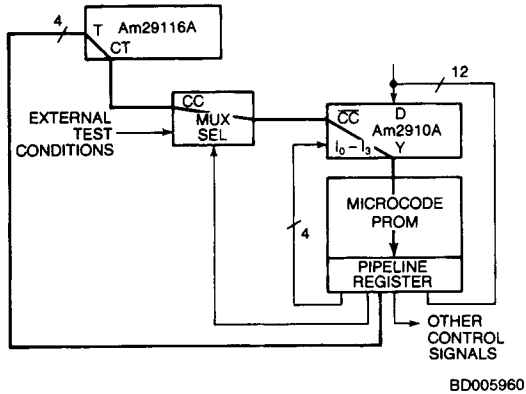 4
T Am29116A
CT
12
CC
MUX
SEL
EXTERNAL
TEST
CONDITIONS
D
CC Am2910A
I0 – I3 Y
4
MICROCODE
PROM
PIPELINE
REGISTER
OTHER
CONTROL
SIGNALS
BD005960